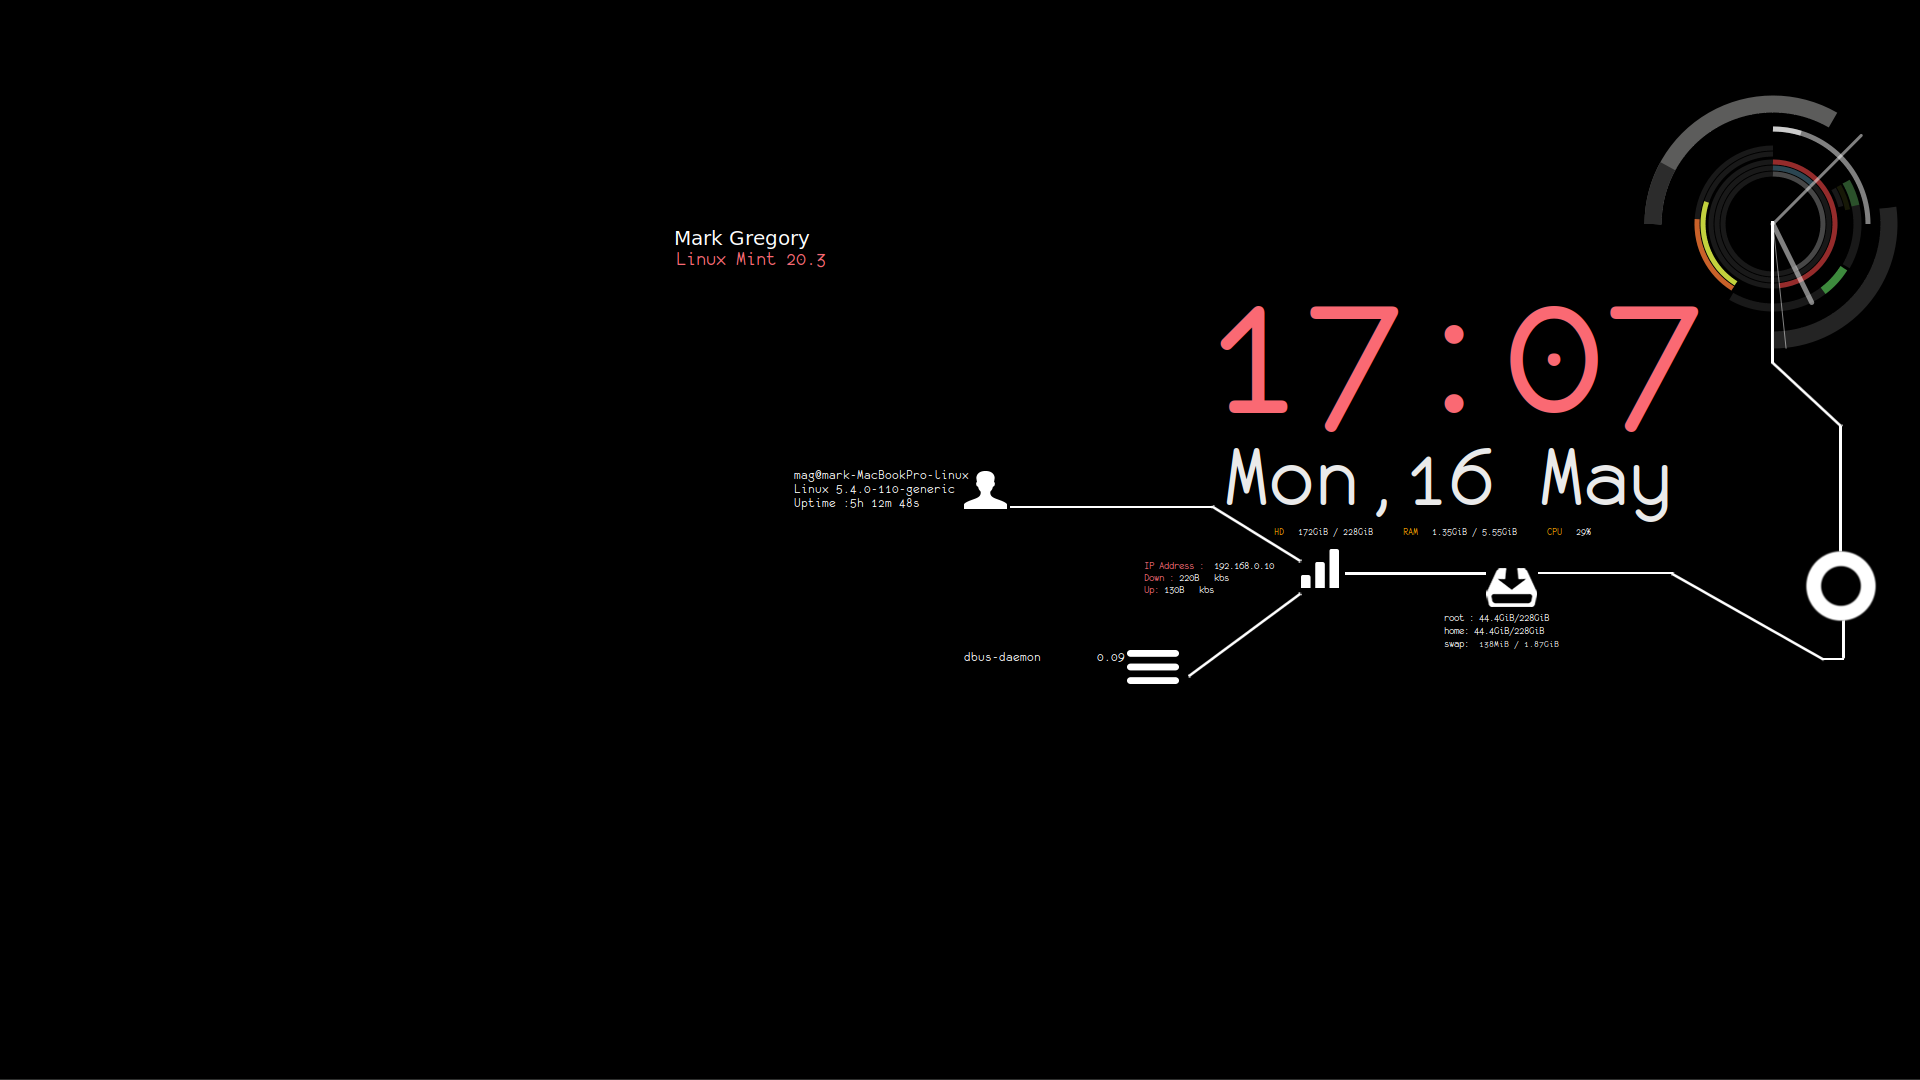 Mark Gregory
Linux Mint 20.3
17:07
Mon,16 May
mag@mark-MacBookPro-linux
Linux 5.4.0-110-generic
Uptime :5h 12m 48s
HD 172GiB / 228GiB RAM 1.35GiB / 5.55GiB CPU 29%
IP Address : 192.168.0.10
Down : 220B kbs
Up: 130B kbs
root : 44.4GiB/228GiB
home: 44.4GiB/228GiB
swap: 138MiB / 1.87GiB
dbus-daemon 0.09